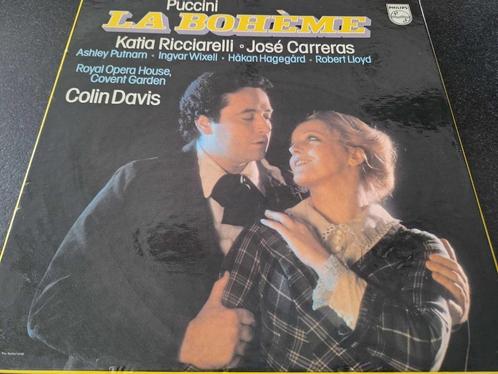 Puccini
LA BOHÈME
PHILIPS
Katia Ricciarelli • José Carreras
Ashley Putnam • Ingvar Wixell • Håkan Hagegård • Robert Lloyd
Royal Opera House,
Covent Garden
Colin Davis